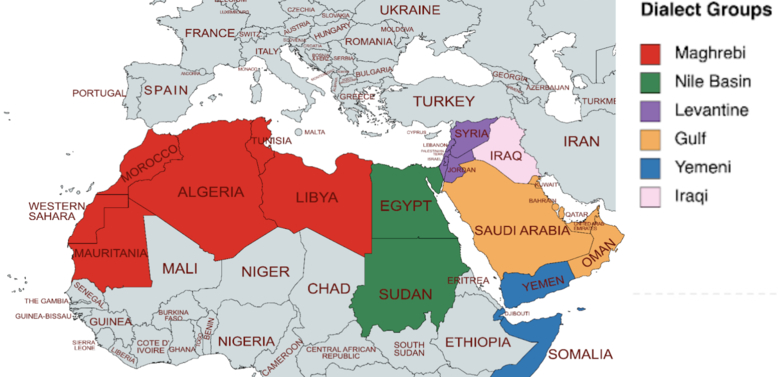 Dialect Groups
Maghrebi
Nile Basin
Levantine
Gulf
Yemeni
Iraqi
UKRAINE
CZECHIA
SLOVAKIA
FRANCE
SWITZ
AUSTRIA
HUNGARY
MOLDOVA
ROMANIA
ITALY
SERBIA
BULGARIA
MONACO
GEORGIA
AZERBAIJAN
TURKME
PORTUGAL
SPAIN
GREECE
TURKEY
MALTA
CYPRUS
SYRIA
LEBANON
IRAQ
IRAN
JORDAN
TUNISIA
MOROCCO
ALGERIA
LIBYA
EGYPT
KUWAIT
BAHRAIN
QATAR
UNITED ARAB
EMIRATES
SAUDI ARABIA
OMAN
WESTERN
SAHARA
MAURITANIA
MALI
NIGER
CHAD
SUDAN
ERITREA
YEMEN
SENEGAL
THE GAMBIA
GUINEA-BISSAU
GUINEA
BURKINA
FASO
BENIN
SIERRA
LEONE
LIBERIA
COTE D'
IVOIRE
GHANA
NIGERIA
CAMEROON
CENTRAL AFRICAN
REPUBLIC
SOUTH
SUDAN
ETHIOPIA
DJIBOUTI
SOMALIA